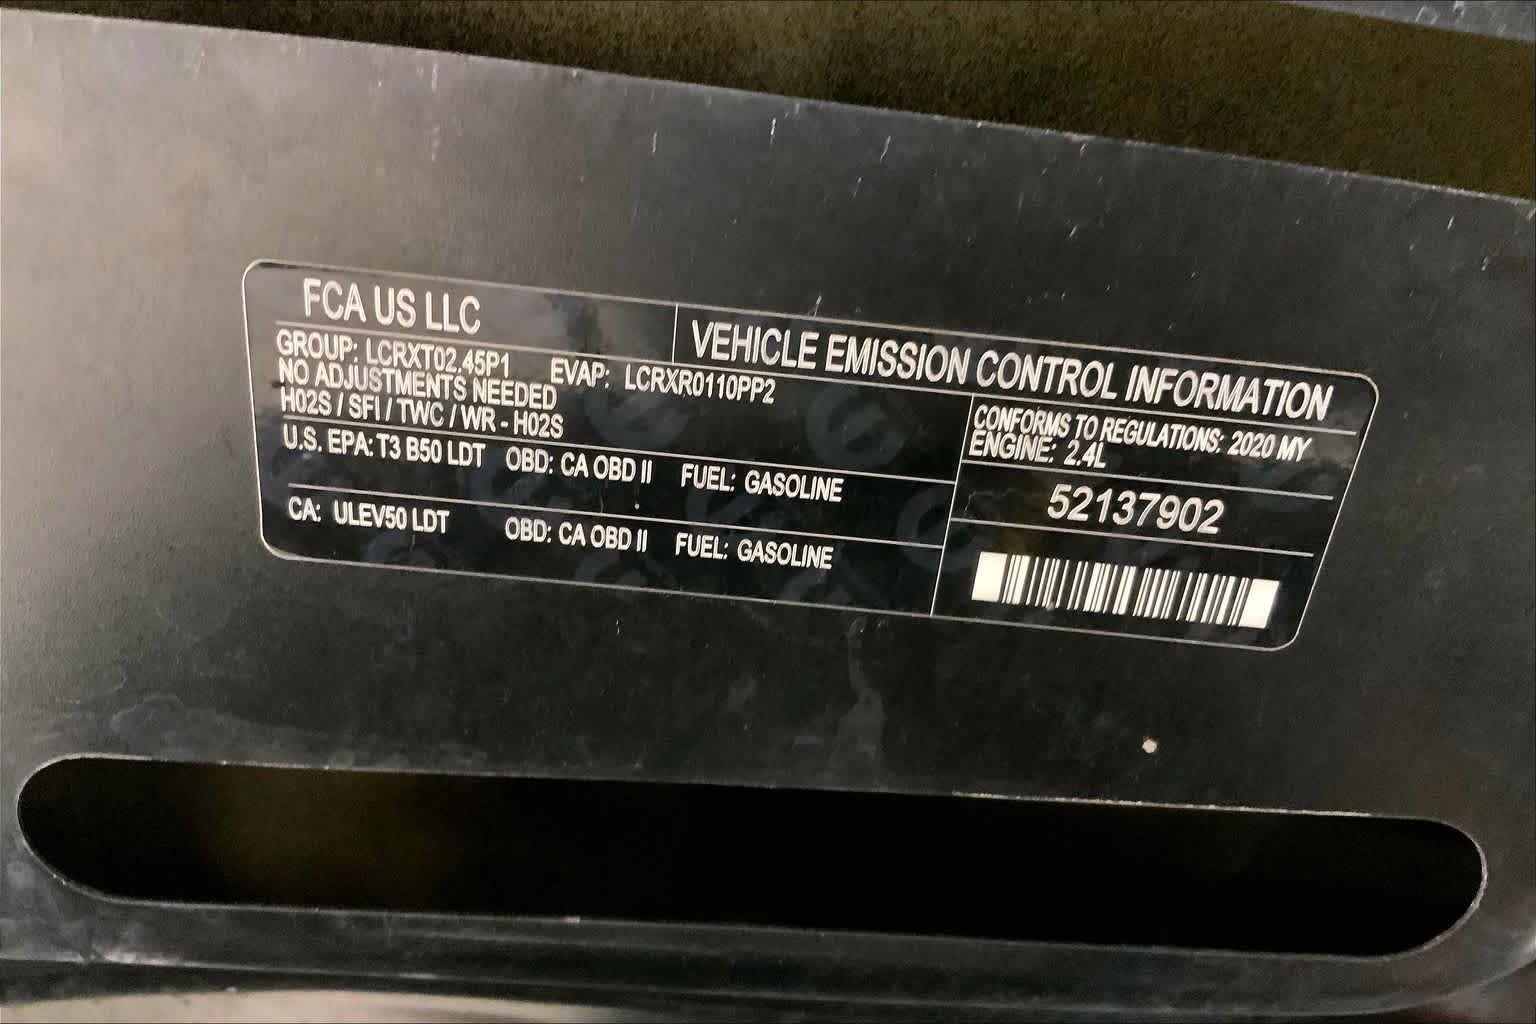 FCA US LLC
VEHICLE EMISSION CONTROL INFORMATION
GROUP: LCRXT02.45P1 EVAP: LCRXR0110PP2
NO ADJUSTMENTS NEEDED
H02S / SFI / TWC / WR - H02S
U.S. EPA: T3 B50 LDT OBD: CA OBD II FUEL: GASOLINE
CA: ULEV50 LDT OBD: CA OBD II FUEL: GASOLINE
CONFORMS TO REGULATIONS: 2020 MY
ENGINE: 2.4L
52137902